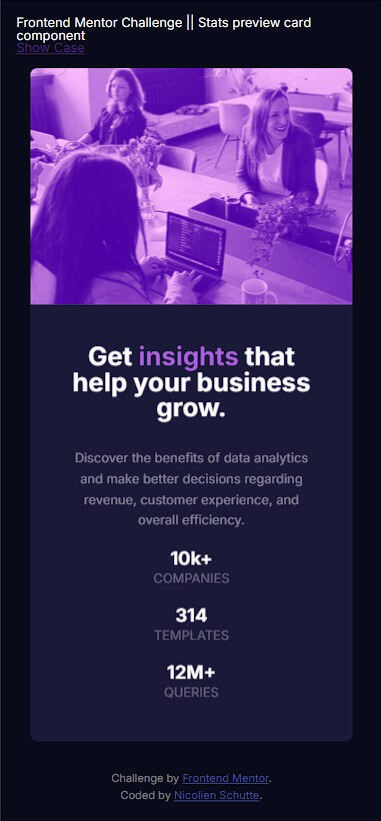 Frontend Mentor Challenge || Stats preview card
component
Show Case
Get insights that
help your business
grow.
Discover the benefits of data analytics
and make better decisions regarding
revenue, customer experience, and
overall efficiency.
10k+
COMPANIES
314
TEMPLATES
12M+
QUERIES
Challenge by Frontend Mentor.
Coded by Nicolien Schutte.